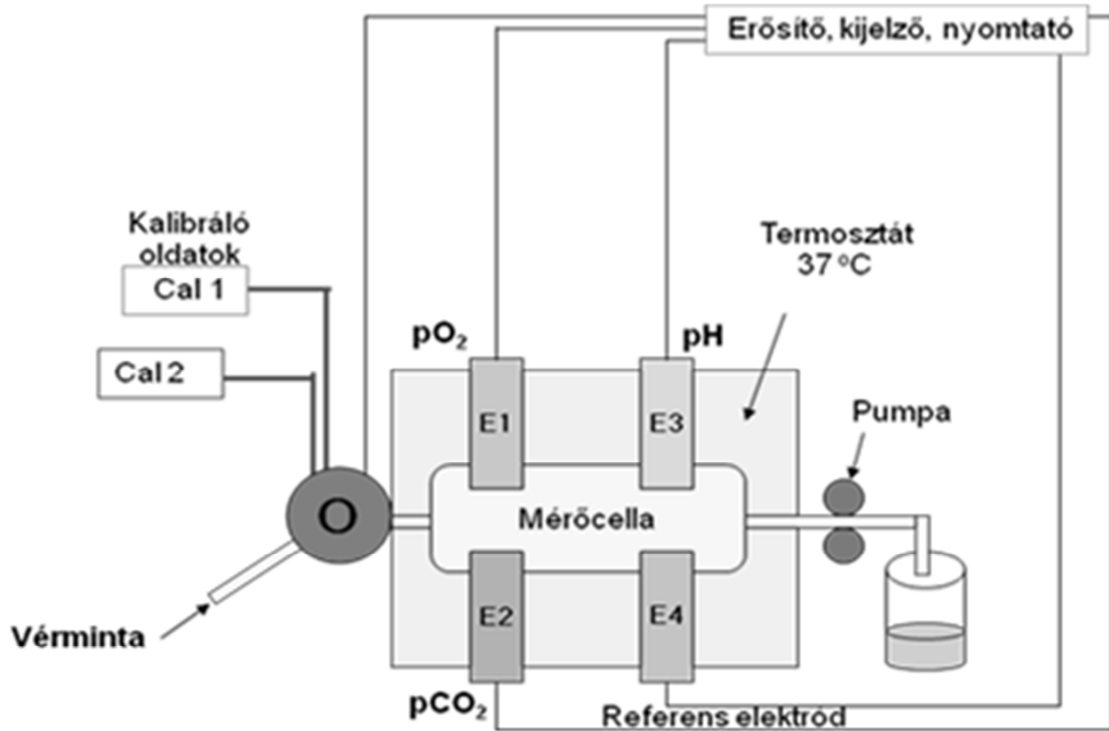 Erősítő, kijelző, nyomtató
Kalibráló
oldatok
Cal 1
Cal 2
Termosztát
37 ºC
pO₂
pH
E1
E3
Pumpa
O
Mérőcella
E2
E4
Vérminta
pCO₂
Referens elektród